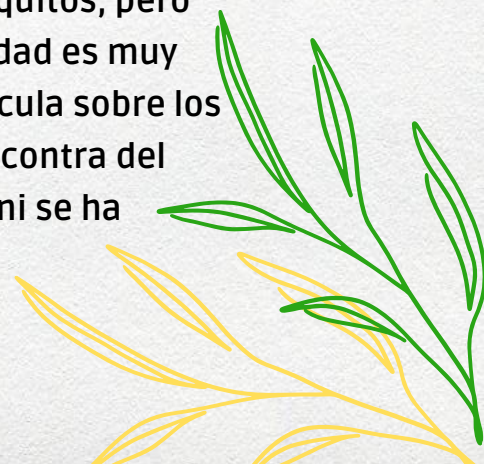 quitos, pero
dad es muy
cula sobre los
contra del
ni se ha